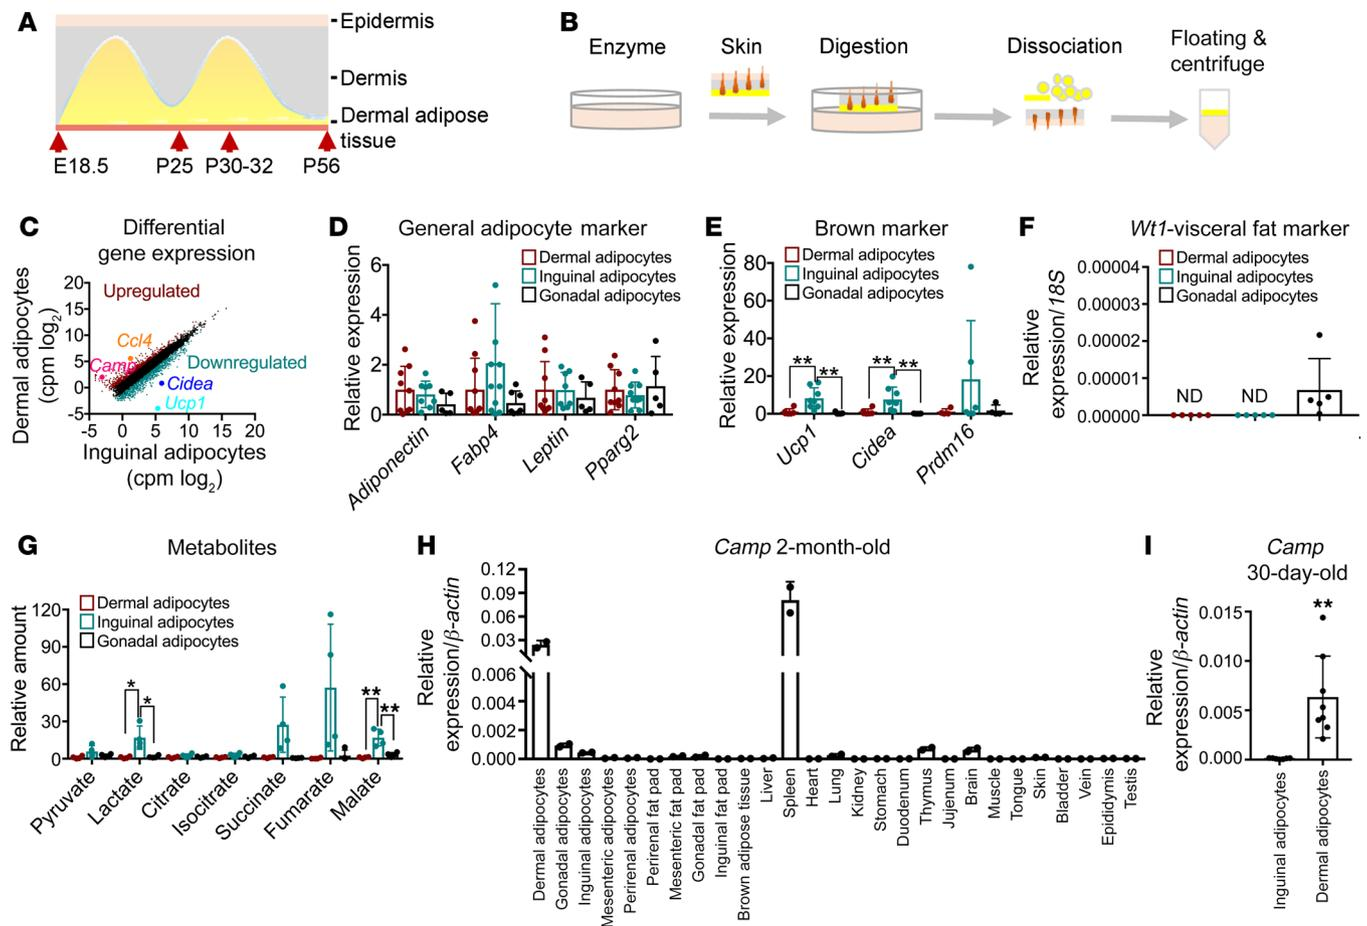 A
Epidermis
Dermis
Dermal adipose
tissue
E18.5 P25 P30-32 P56
B
Enzyme Skin Digestion Dissociation Floating &
centrifuge
C
Differential
gene expression
Dermal adipocytes
(cpm log2)
20
15
10
5
0
-5
Upregulated
Ccl4
Camp
Downregulated
Cidea
Ucp1
-5 0 5 10 15 20
Inguinal adipocytes
(cpm log2)
D
General adipocyte marker
Relative expression
6
4
2
0
Dermal adipocytes
Inguinal adipocytes
Gonadal adipocytes
Adiponectin Fabp4 Leptin Pparg2
E
Brown marker
Relative expression
80
60
40
20
0
Dermal adipocytes
Inguinal adipocytes
Gonadal adipocytes
** ** ** **
Ucp1 Cidea Prdm16
F
Wt1-visceral fat marker
Relative
expression/18S
0.00004
0.00003
0.00002
0.00001
0.00000
Dermal adipocytes
Inguinal adipocytes
Gonadal adipocytes
ND ND
G
Metabolites
Relative amount
120
90
60
30
0
Dermal adipocytes
Inguinal adipocytes
Gonadal adipocytes
* * ** **
Pyruvate Lactate Citrate Isocitrate Succinate Fumarate Malate
H
Camp 2-month-old
Relative
expression/β-actin
0.12
0.09
0.06
0.03
0.006
0.004
0.002
0.000
Dermal adipocytes
Gonadal adipocytes
Inguinal adipocytes
Mesenteric adipocytes
Perirenal adipocytes
Perirenal fat pad
Mesenteric fat pad
Gonadal fat pad
Inguinal fat pad
Brown adipose tissue
Liver
Spleen
Heart
Lung
Kidney
Stomach
Duodenum
Thymus
Jujenum
Brain
Muscle
Tongue
Skin
Bladder
Vein
Epididymis
Testis
I
Camp
30-day-old
Relative
expression/β-actin
0.015
0.010
0.005
0.000
**
Inguinal adipocytes
Dermal adipocytes